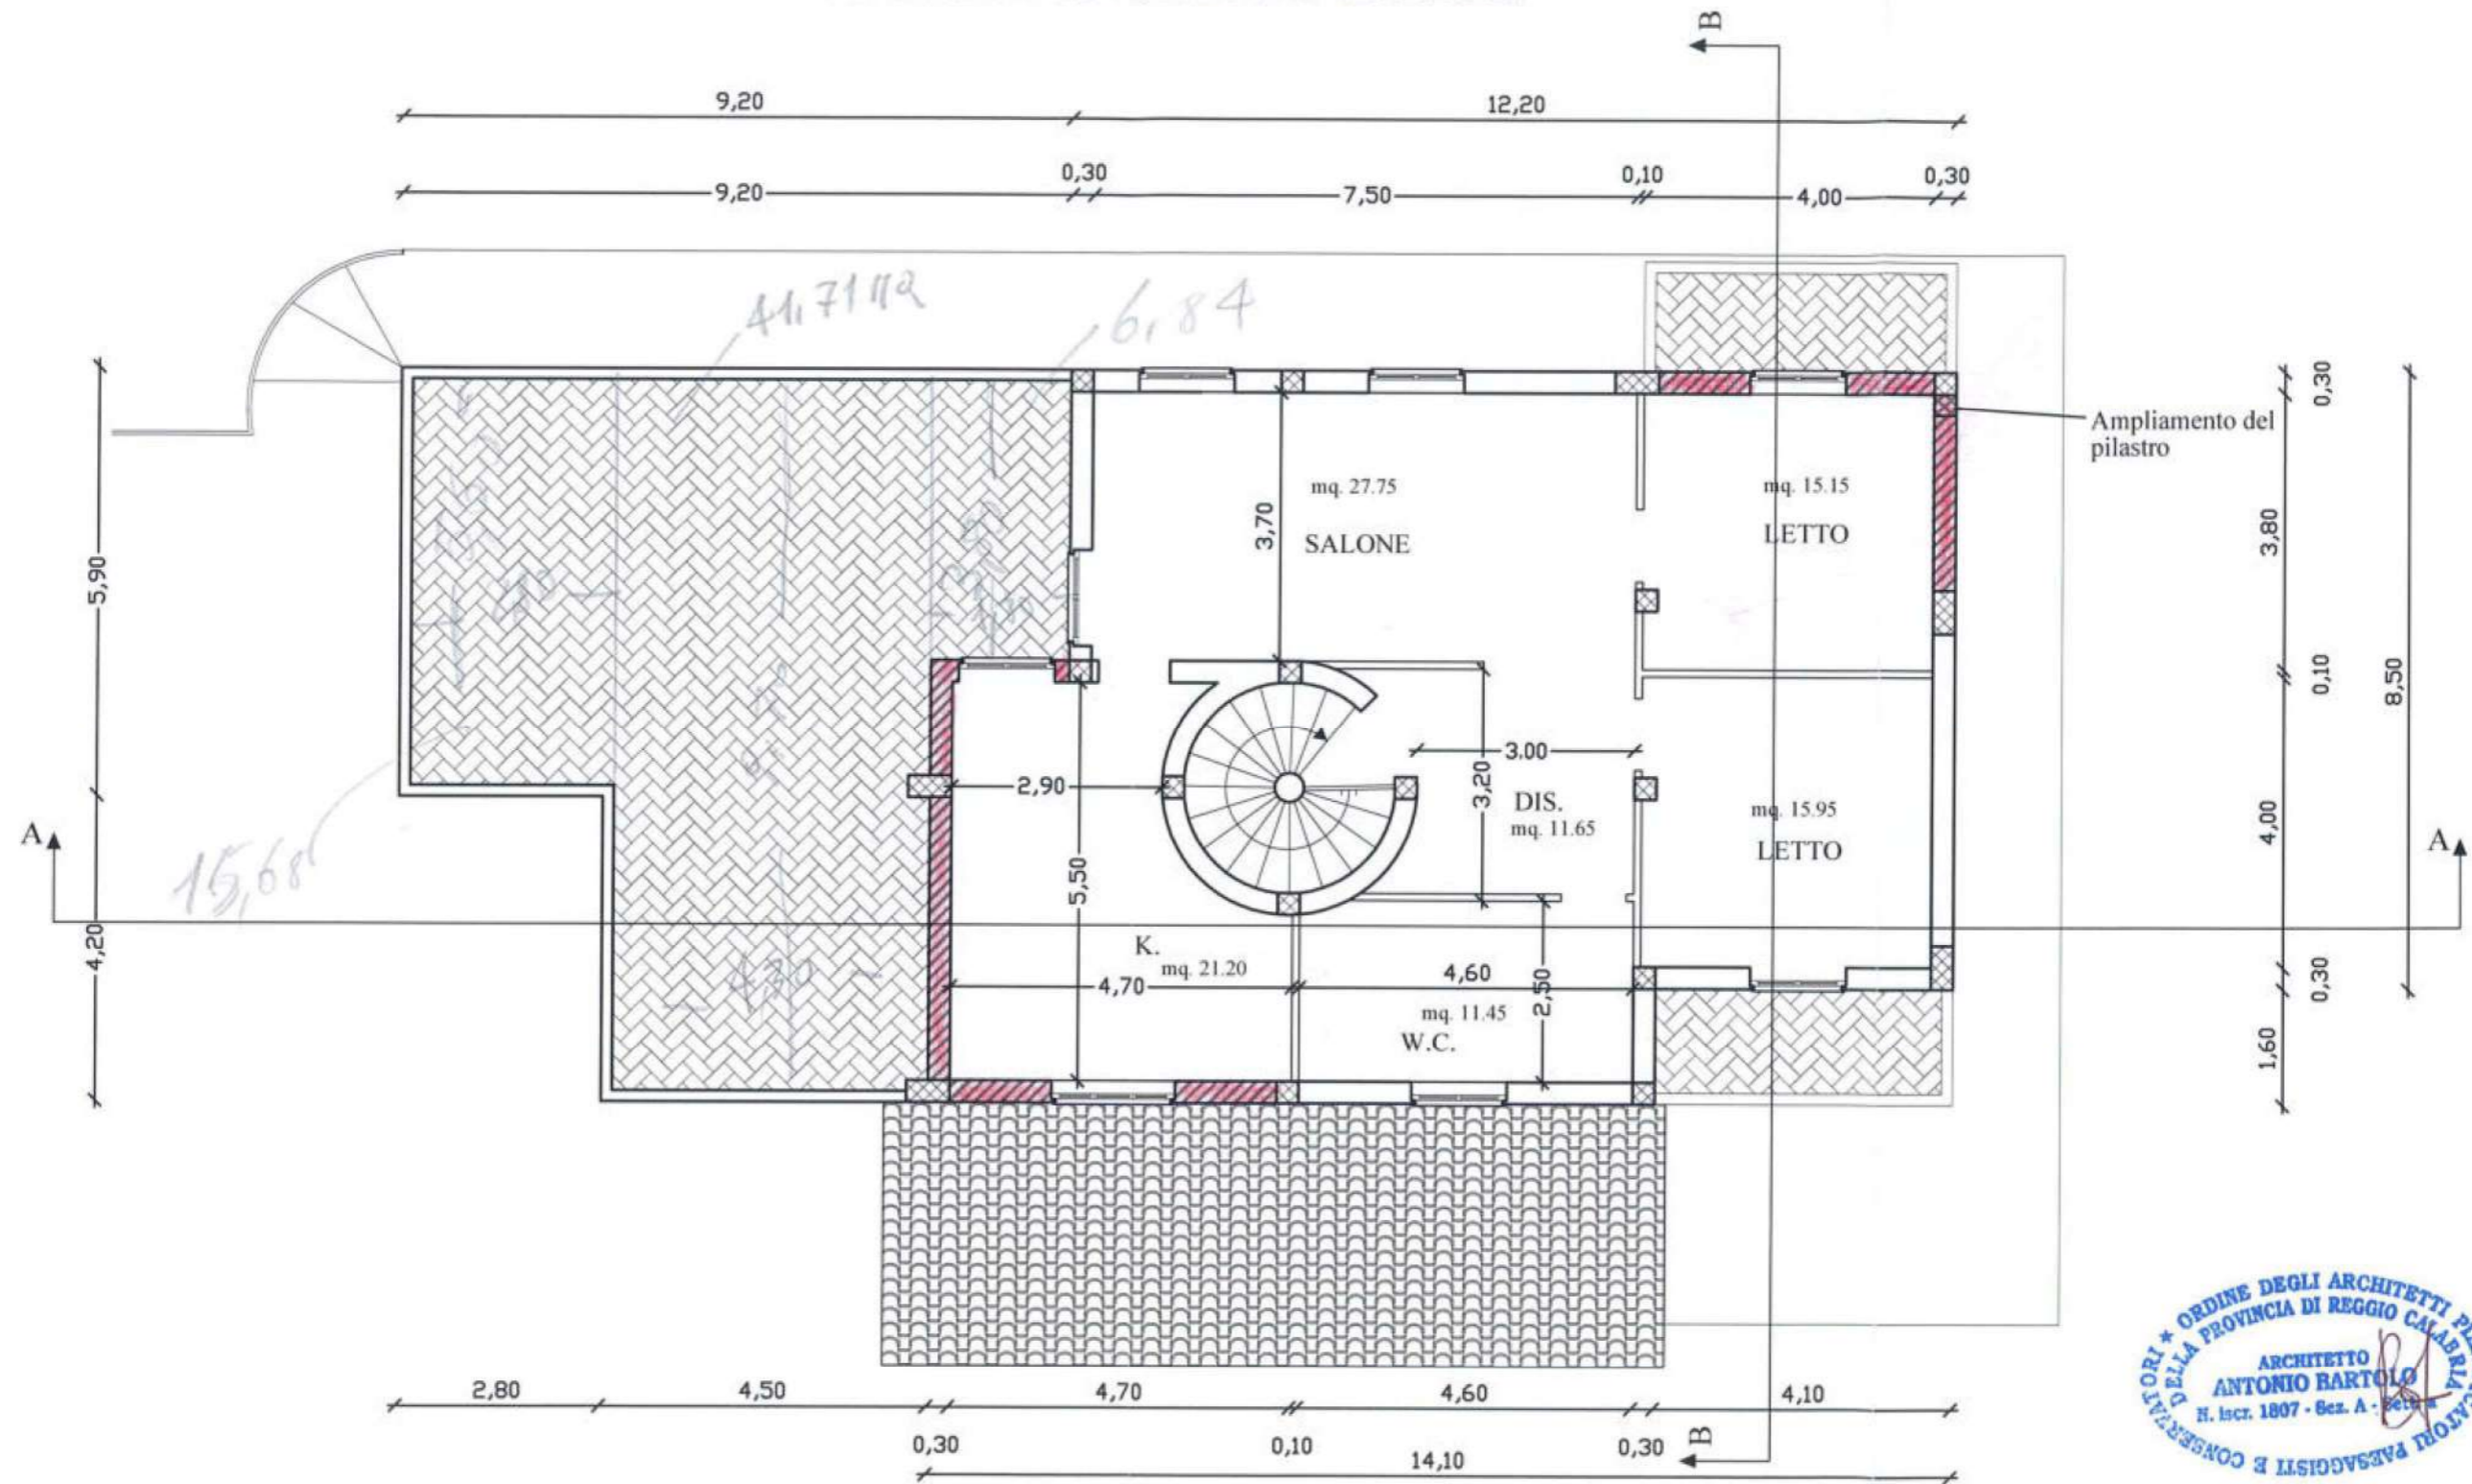 B
9,20
12,20
0,30
0,10
0,30
9,20
7,50
4,00
6,84
0,30
Ampliamento del
pilastro
mq. 27.75
SALONE
mq. 15.15
LETTO
3,70
3,80
5,90
0,10
8,50
3.00
2,90
3,20
DIS.
mq. 11.65
mq. 15.95
LETTO
4,00
A
A
15,68
5,50
4,20
K.
mq. 21.20
4,70
4,60
2,50
4,30
mq. 11.45
W.C.
0,30
1,60
2,80
4,50
4,70
4,60
4,10
0,30
0,10
0,30
B
14,10
ORDINE DEGLI ARCHITETTI
DELLA PROVINCIA DI REGGIO CALABRIA
ARCHITETTO
ANTONIO BARTOLO
N. iscr. 1807 - Sez. A -
PAESAGGISTI E CONSERVATORI